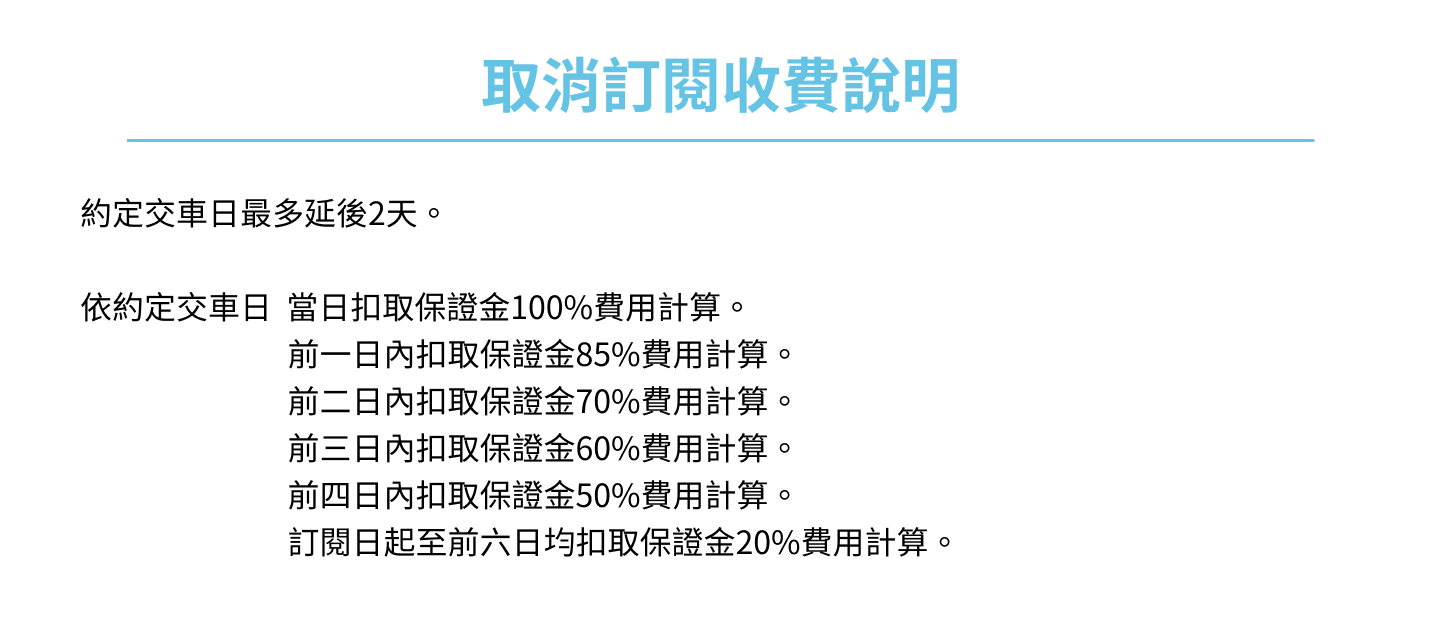 取消訂閱收費說明
約定交車日最多延後2天。
依約定交車日 當日扣取保證金100%費用計算。
前一日內扣取保證金85%費用計算。
前二日內扣取保證金70%費用計算。
前三日內扣取保證金60%費用計算。
前四日內扣取保證金50%費用計算。
訂閱日起至前六日均扣取保證金20%費用計算。